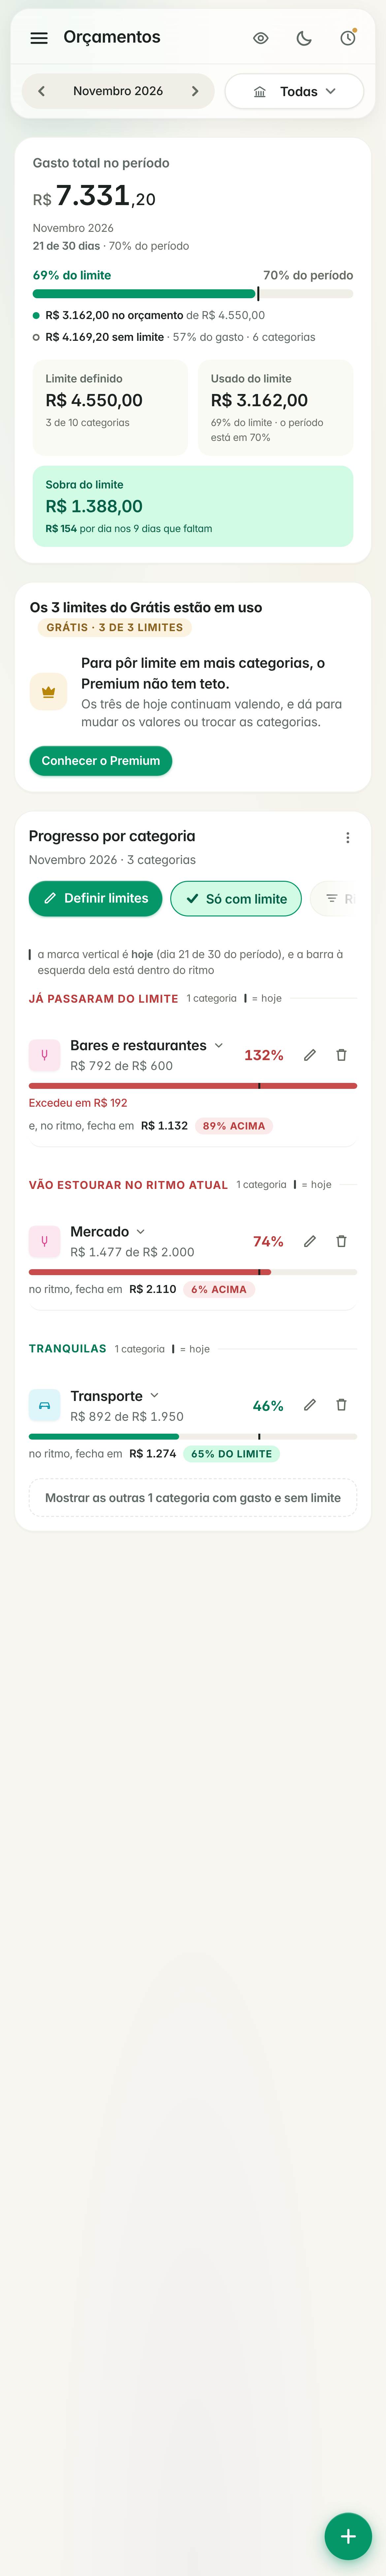 Orçamentos
Novembro 2026
Todas
Gasto total no período
R$ 7.331,20
Novembro 2026
21 de 30 dias · 70% do período
69% do limite
70% do período
R$ 3.162,00 no orçamento de R$ 4.550,00
R$ 4.169,20 sem limite · 57% do gasto · 6 categorias
Limite definido
R$ 4.550,00
3 de 10 categorias
Usado do limite
R$ 3.162,00
69% do limite · o período
está em 70%
Sobra do limite
R$ 1.388,00
R$ 154 por dia nos 9 dias que faltam
Os 3 limites do Grátis estão em uso
GRÁTIS · 3 DE 3 LIMITES
Para pôr limite em mais categorias, o
Premium não tem teto.
Os três de hoje continuam valendo, e dá para
mudar os valores ou trocar as categorias.
Conhecer o Premium
Progresso por categoria
Novembro 2026 · 3 categorias
Definir limites
Só com limite
a marca vertical é hoje (dia 21 de 30 do período), e a barra à
esquerda dela está dentro do ritmo
JÁ PASSARAM DO LIMITE 1 categoria = hoje
Bares e restaurantes
132%
R$ 792 de R$ 600
Excedeu em R$ 192
e, no ritmo, fecha em R$ 1.132 89% ACIMA
VÃO ESTOURAR NO RITMO ATUAL 1 categoria = hoje
Mercado
74%
R$ 1.477 de R$ 2.000
no ritmo, fecha em R$ 2.110 6% ACIMA
TRANQUILAS 1 categoria = hoje
Transporte
46%
R$ 892 de R$ 1.950
no ritmo, fecha em R$ 1.274 65% DO LIMITE
Mostrar as outras 1 categoria com gasto e sem limite